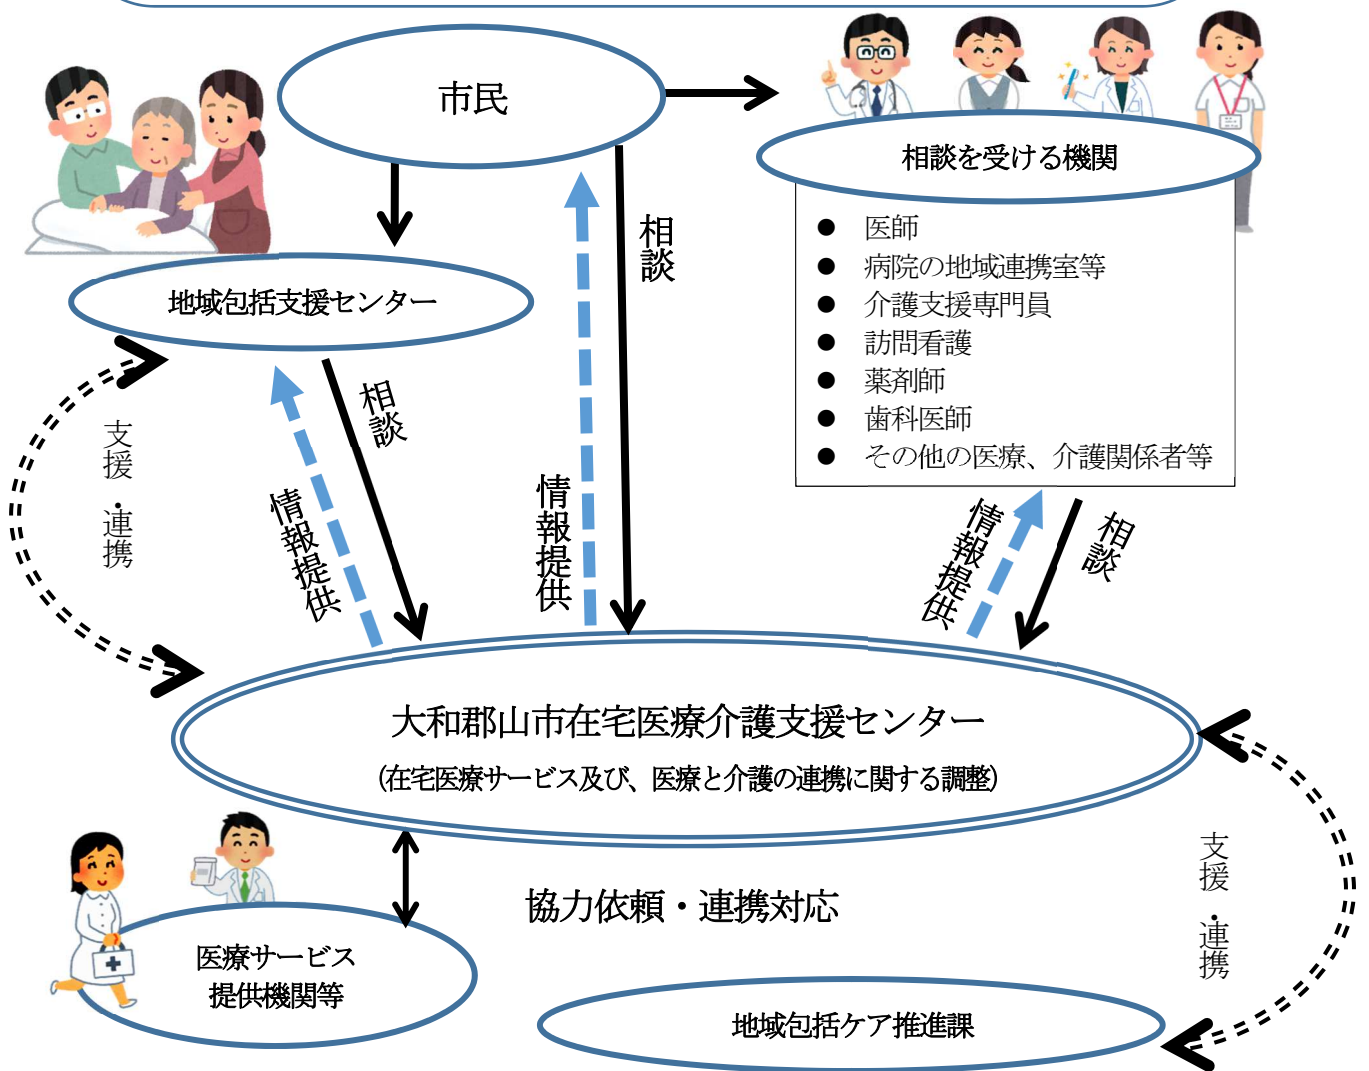 市民
相談を受ける機関
● 医師
● 病院の地域連携室等
● 介護支援専門員
● 訪問看護
● 薬剤師
● 歯科医師
● その他の医療、介護関係者等
地域包括支援センター
相談
相談
情報提供
支援・連携
情報提供
情報提供
相談
大和郡山市在宅医療介護支援センター
(在宅医療サービス及び、医療と介護の連携に関する調整)
協力依頼・連携対応
支援・連携
医療サービス
提供機関等
地域包括ケア推進課